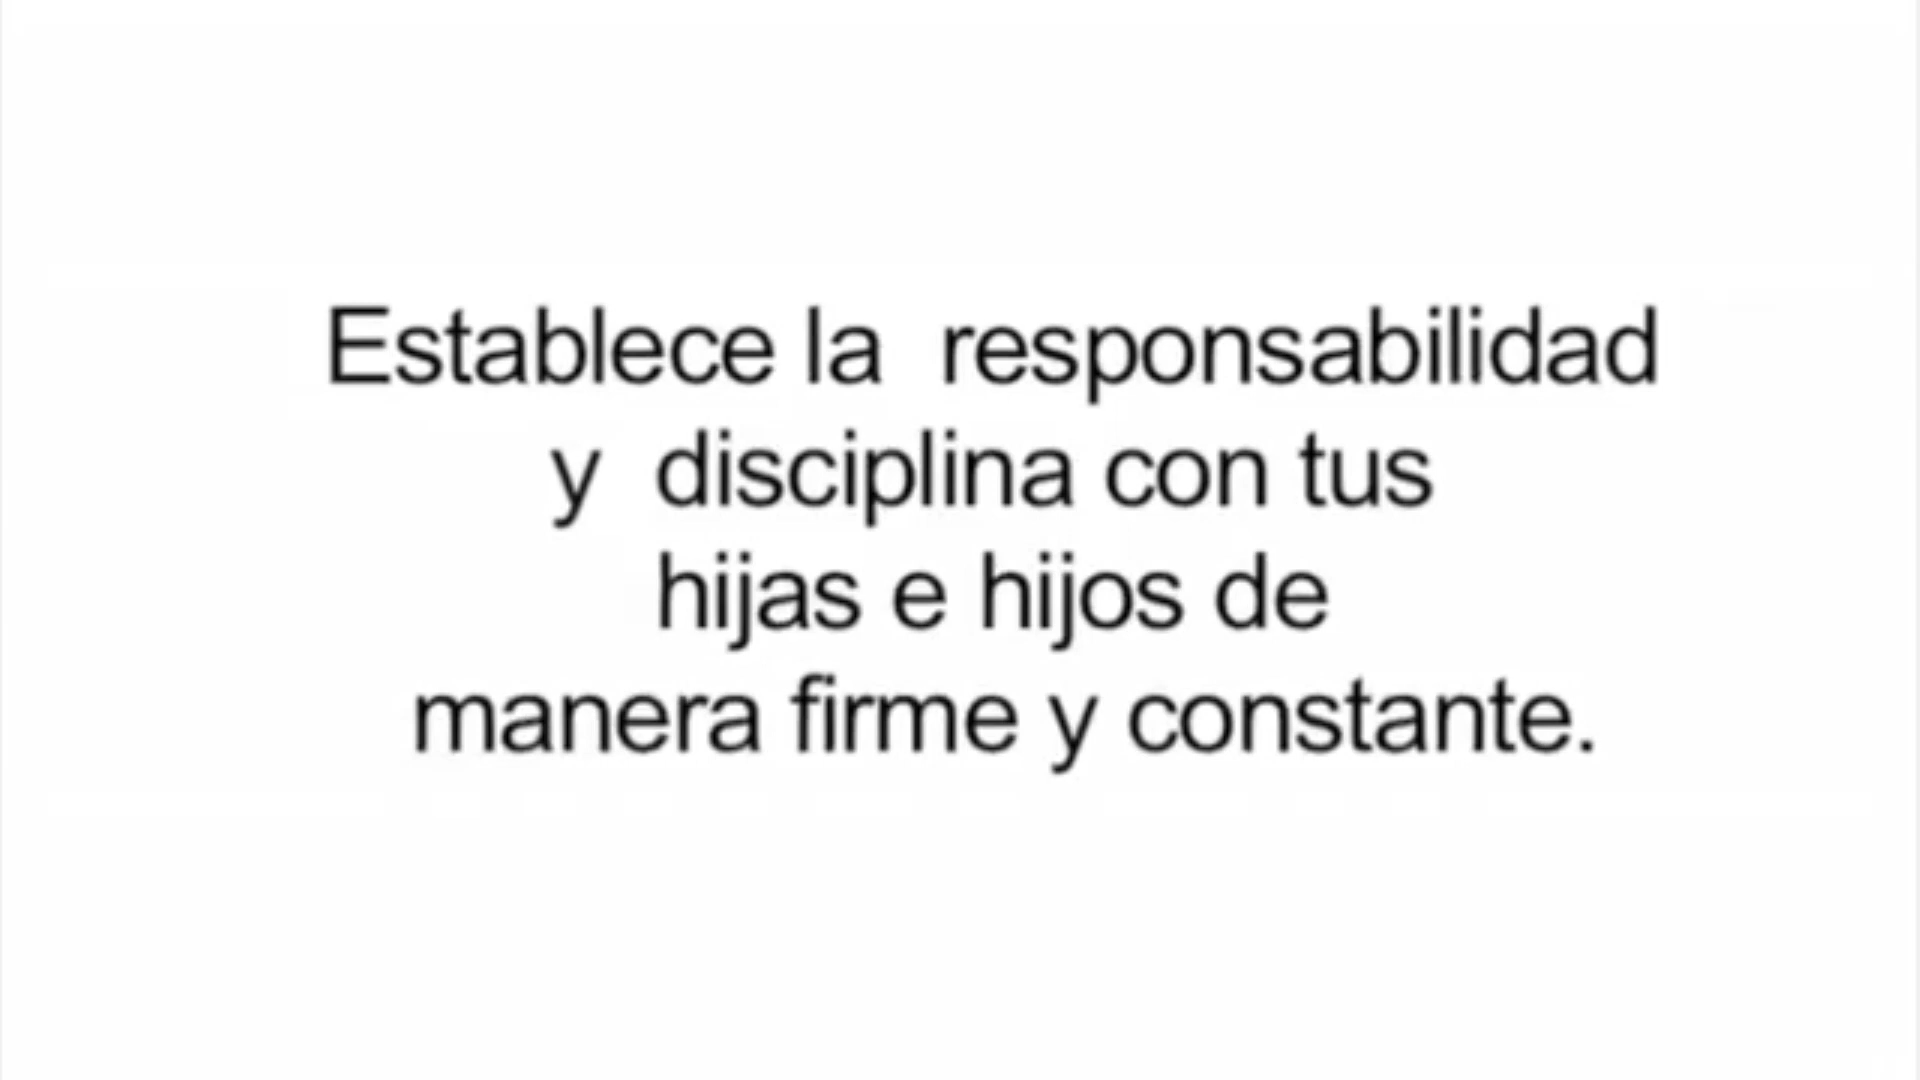 Establece la  responsabilidad
y  disciplina con tus
hijas e hijos de
manera firme y constante.